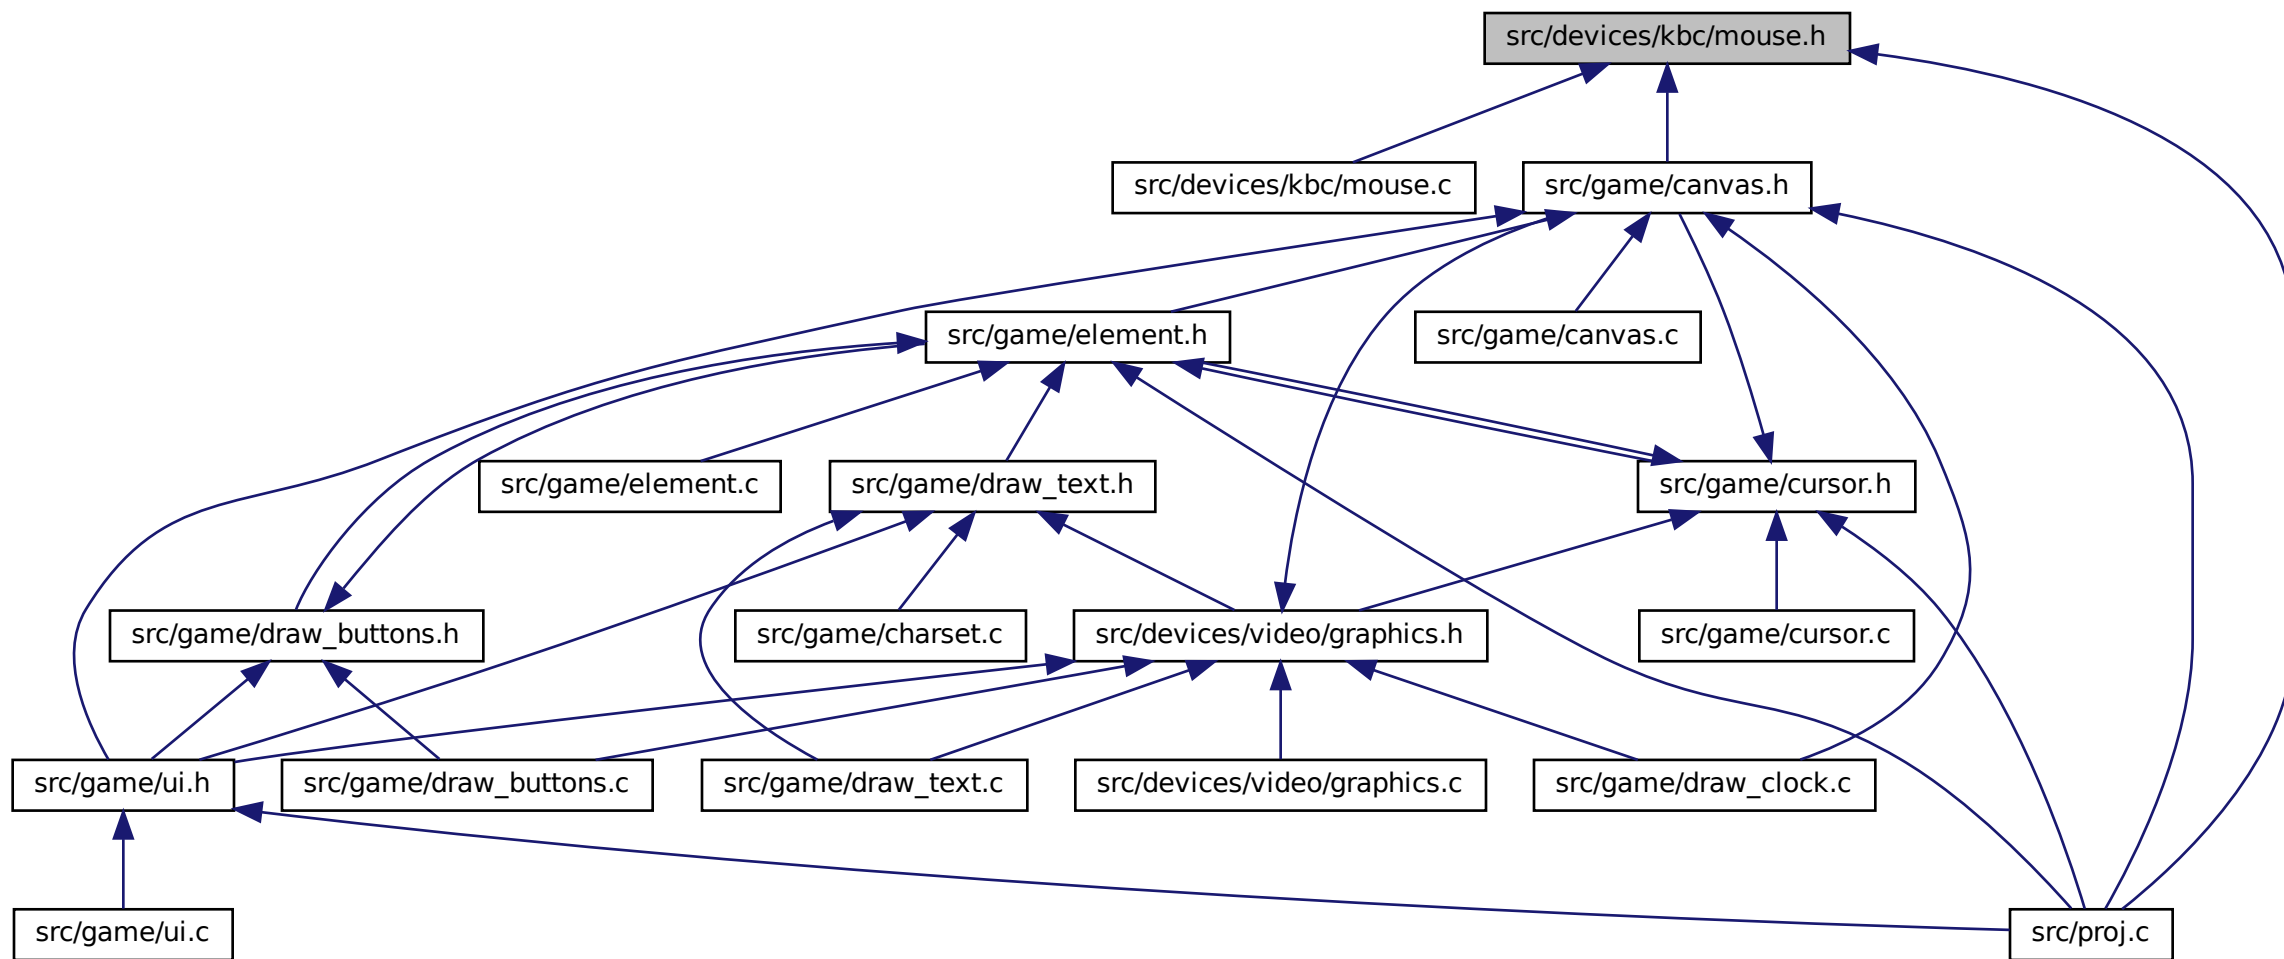 src/devices/kbc/mouse.h
src/devices/kbc/mouse.c
src/game/canvas.h
src/game/element.h
src/game/canvas.c
src/game/element.c
src/game/draw_text.h
src/game/cursor.h
src/game/draw_buttons.h
src/game/charset.c
src/devices/video/graphics.h
src/game/cursor.c
src/game/ui.h
src/game/draw_buttons.c
src/game/draw_text.c
src/devices/video/graphics.c
src/game/draw_clock.c
src/game/ui.c
src/proj.c